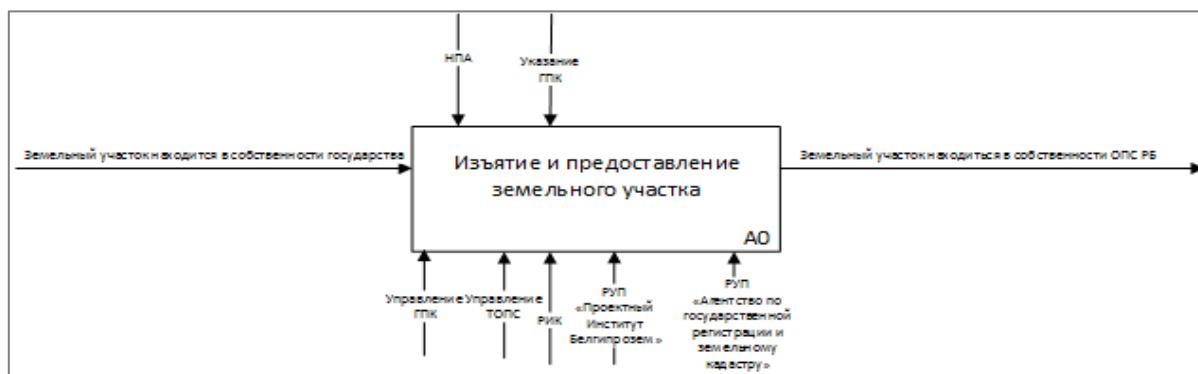 НПА
Указание
ГПК
Земельный участок находится в собственности государства
Изъятие и предоставление
земельного участка
А0
Земельный участок находиться в собственности ОПС РБ
Управление
ГПК
Управление
ТОПС
РИК
РУП
«Проектный
Институт
Белгипрозем»
РУП
«Агентство по
государственной
регистрации и
земельному
кадастру»